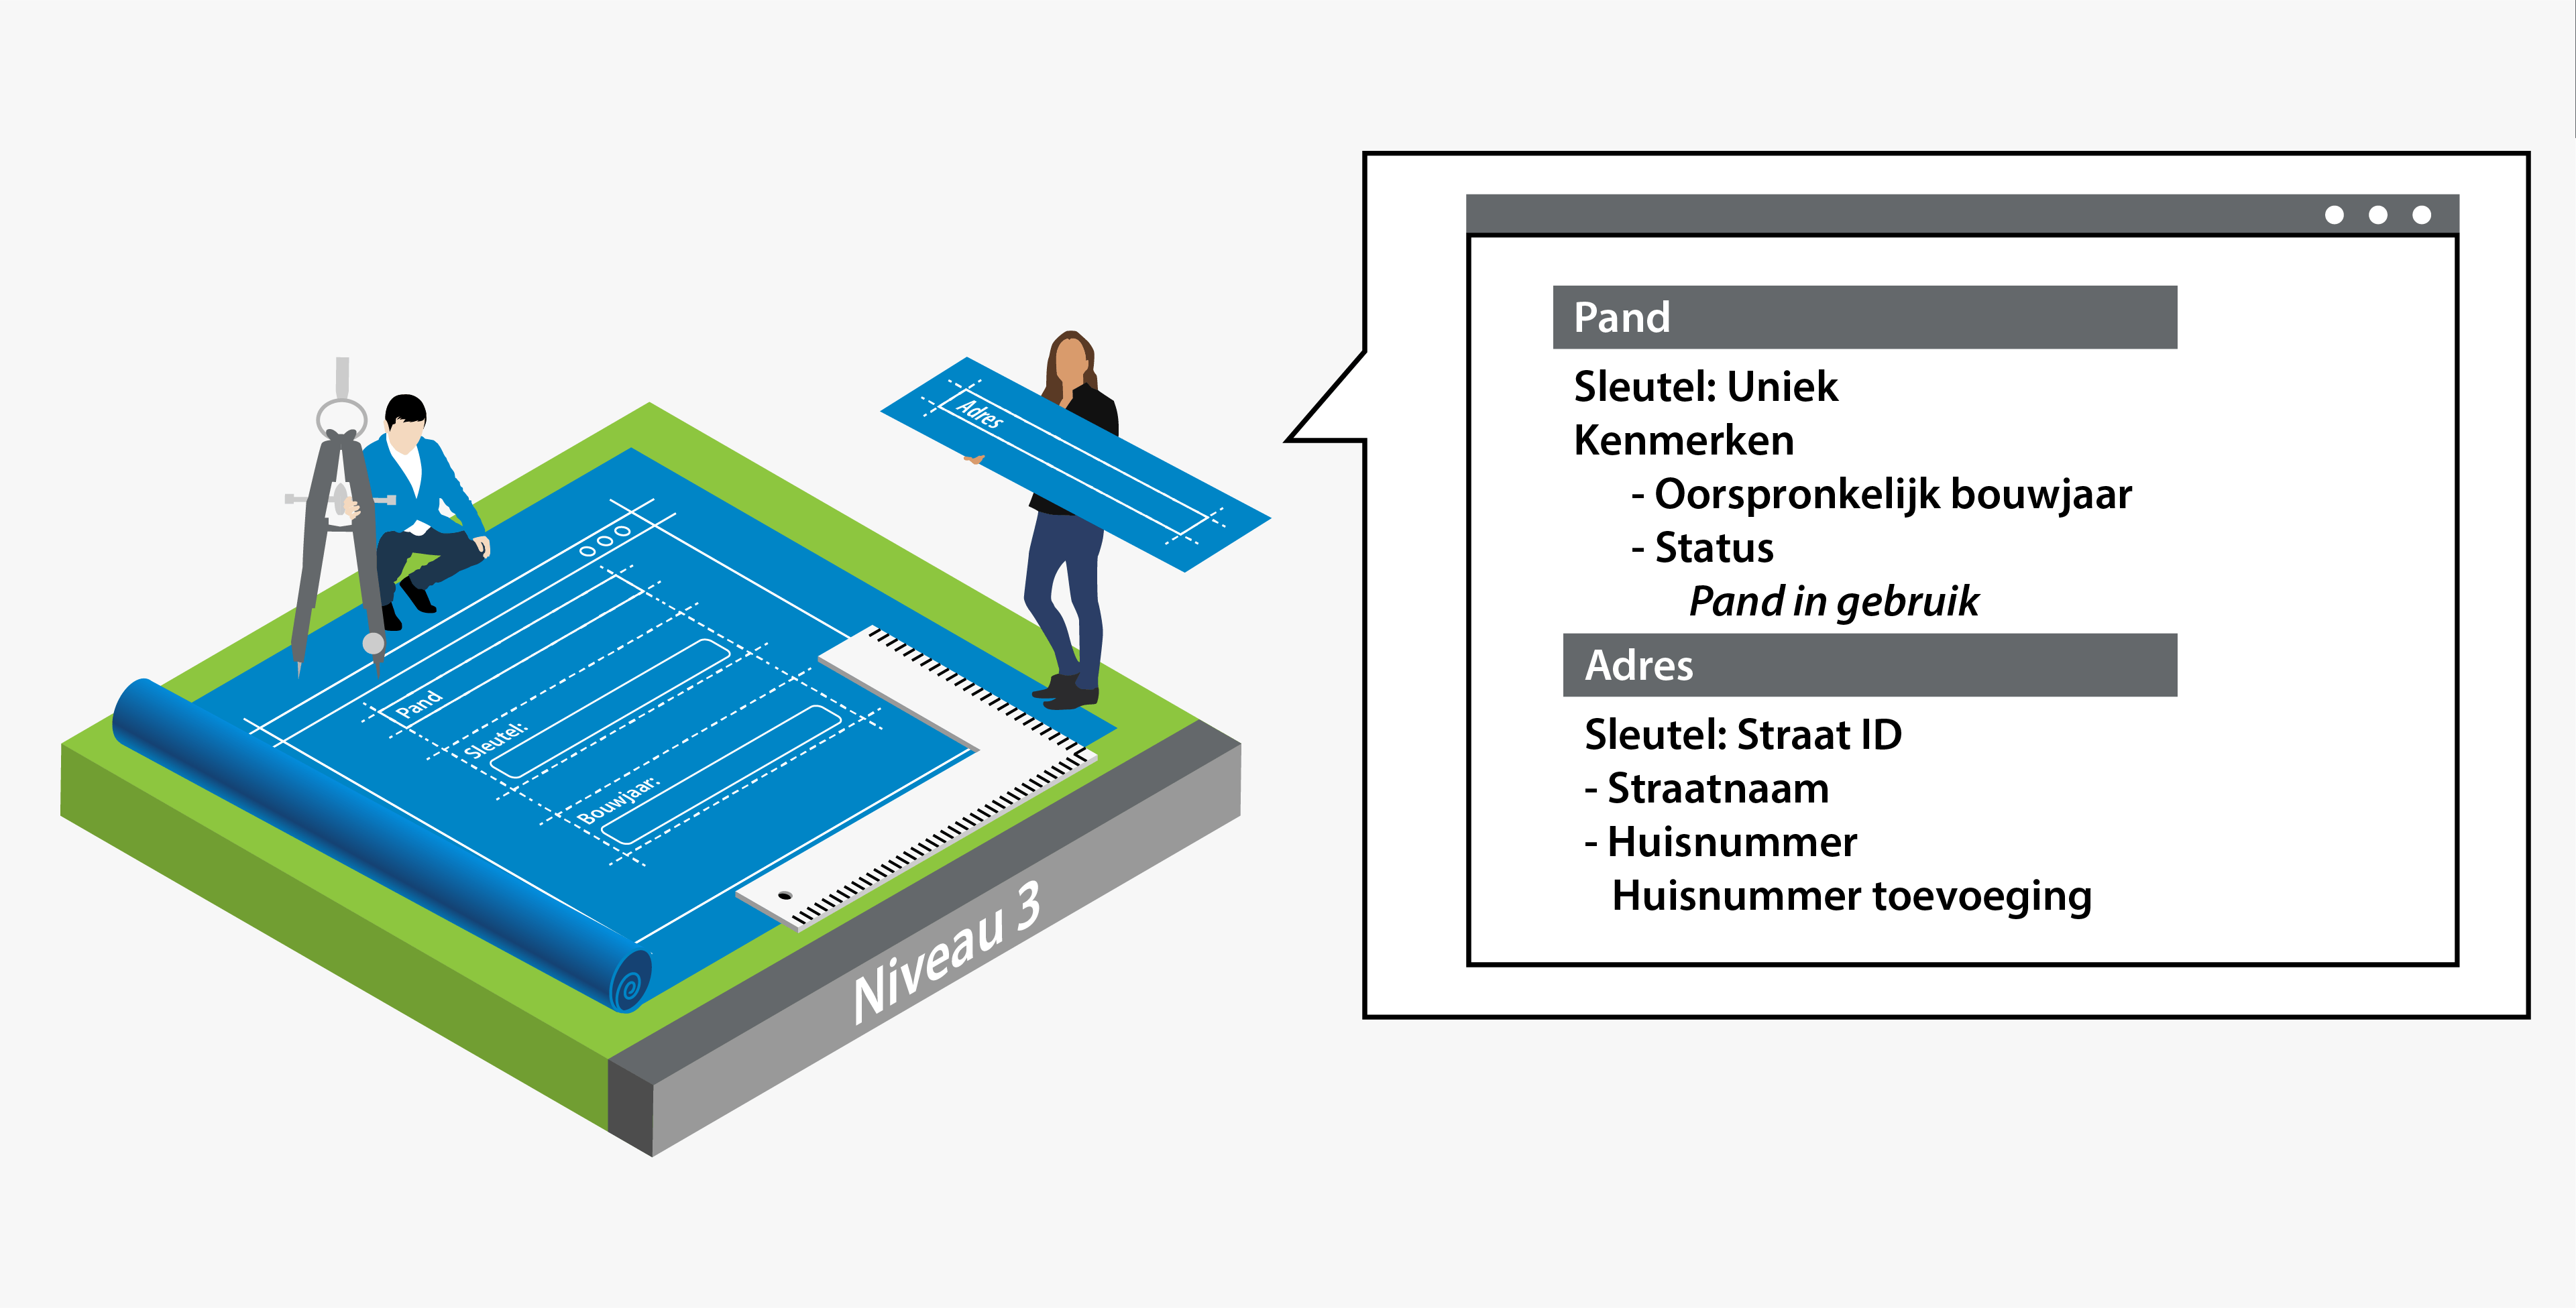 Adres
Pand
Sleutel:
Bouwjaar:
Niveau 3
Pand
Sleutel: Uniek
Kenmerken
- Oorspronkelijk bouwjaar
- Status
Pand in gebruik
Adres
Sleutel: Straat ID
- Straatnaam
- Huisnummer
Huisnummer toevoeging